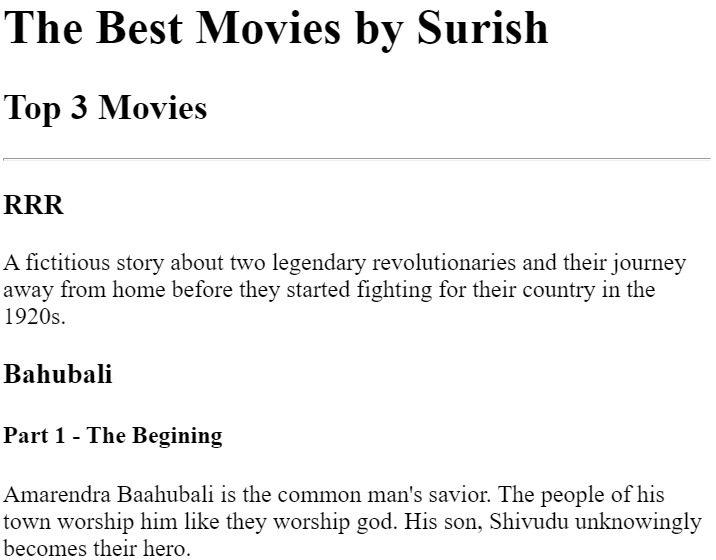 The Best Movies by Surish
Top 3 Movies
RRR
A fictitious story about two legendary revolutionaries and their journey
away from home before they started fighting for their country in the
1920s.
Bahubali
Part 1 - The Begining
Amarendra Baahubali is the common man's savior. The people of his
town worship him like they worship god. His son, Shivudu unknowingly
becomes their hero.